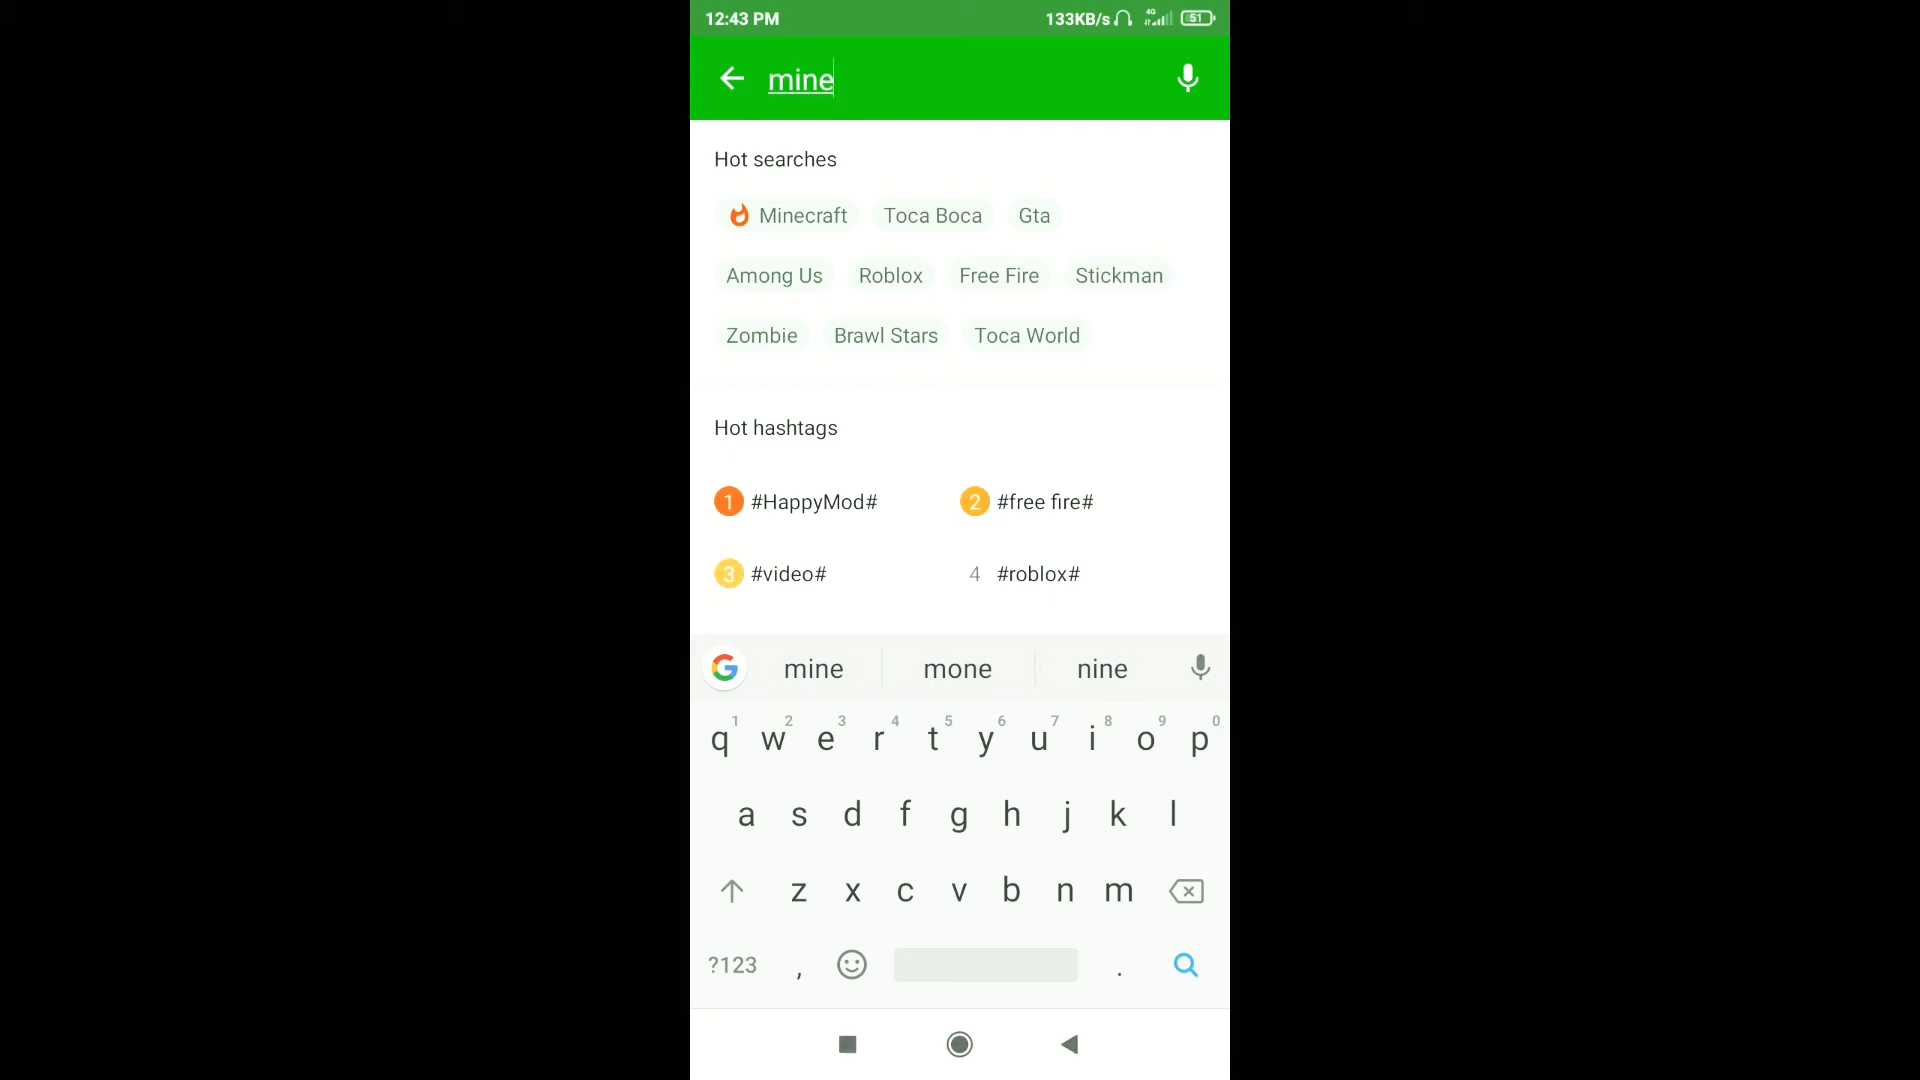 12:43 PM 133KB/s 4G 51
mine
Hot searches
Minecraft Toca Boca Gta
Among Us Roblox Free Fire Stickman
Zombie Brawl Stars Toca World
Hot hashtags
1 #HappyMod# 2 #free fire#
3 #video# 4 #roblox#
G mine mone nine
1 2 3 4 5 6 7 8 9 0
q w e r t y u i o p
a s d f g h j k l
z x c v b n m
?123 , .